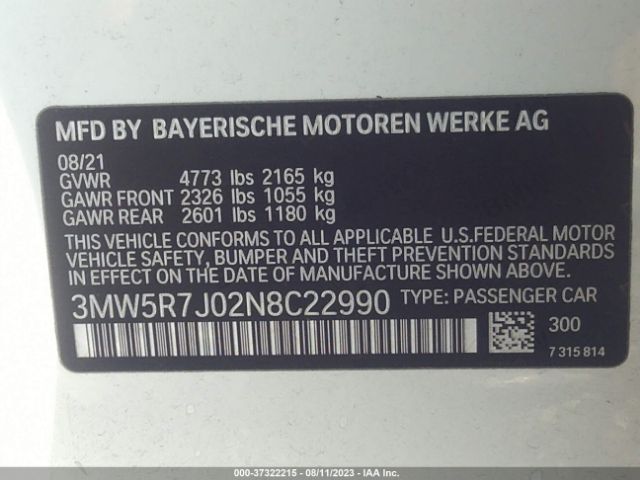 MFD BY BAYERISCHE MOTOREN WERKE AG
08/21
GVWR 4773 lbs 2165 kg
GAWR FRONT 2326 lbs 1055 kg
GAWR REAR 2601 lbs 1180 kg
THIS VEHICLE CONFORMS TO ALL APPLICABLE U.S.FEDERAL MOTOR
VEHICLE SAFETY, BUMPER AND THEFT PREVENTION STANDARDS
IN EFFECT ON THE DATE OF MANUFACTURE SHOWN ABOVE.
3MW5R7J02N8C22990 TYPE: PASSENGER CAR
300
7 315 814
000-37322215 - 08/11/2023 - IAA Inc.